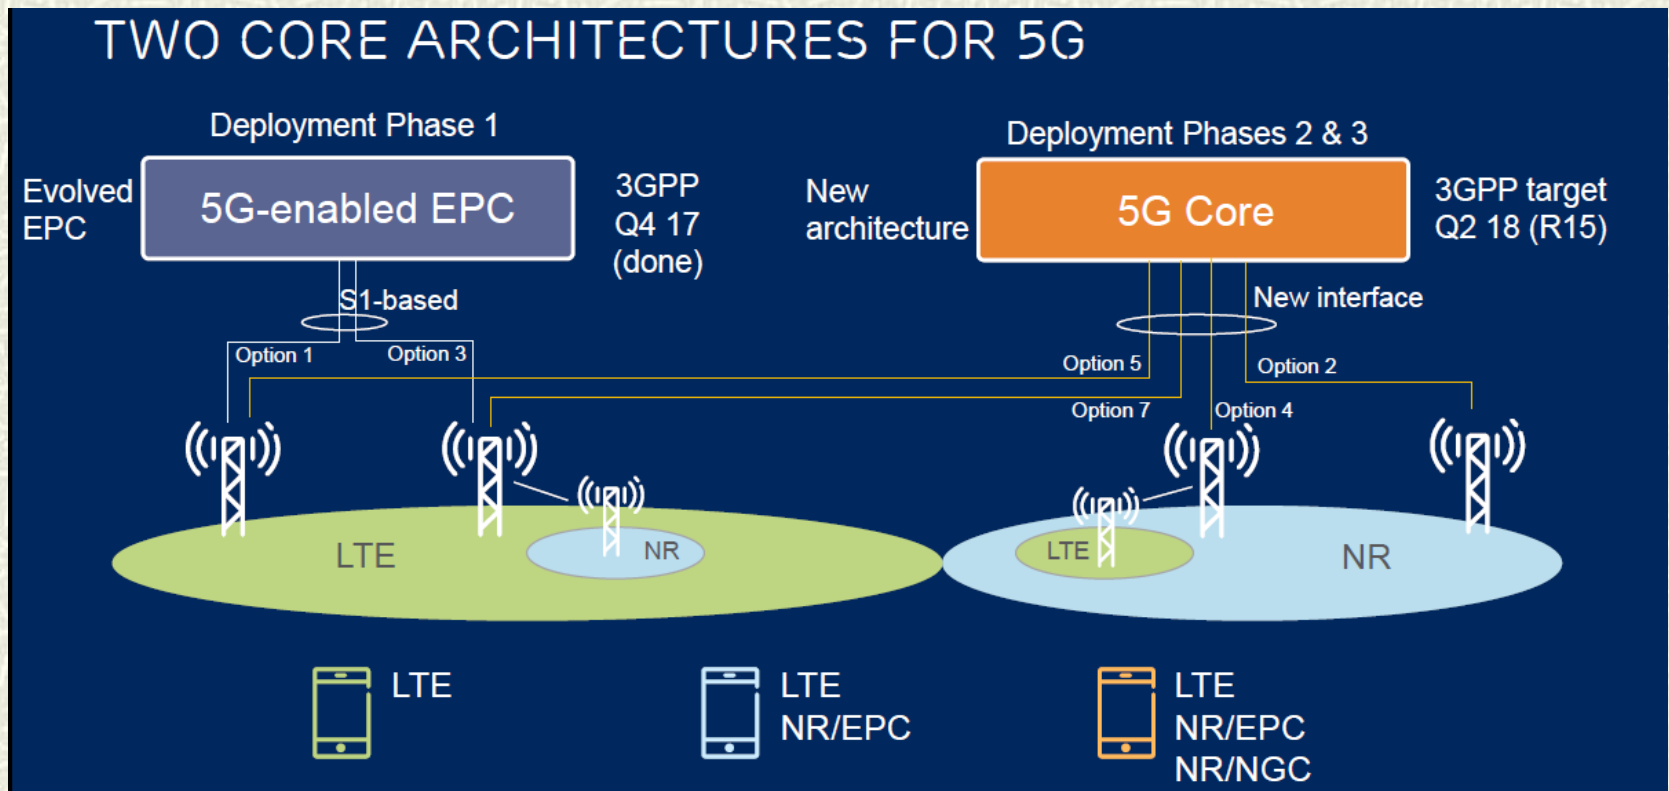 TWO CORE ARCHITECTURES FOR 5G
Deployment Phase 1
Evolved
EPC
5G-enabled EPC
3GPP
Q4 17
(done)
S1-based
Option 1
Option 3
Deployment Phases 2 & 3
New
architecture
5G Core
3GPP target
Q2 18 (R15)
New interface
Option 5
Option 2
Option 7
Option 4
LTE
NR
LTE
NR
LTE
LTE
NR/EPC
LTE
NR/EPC
NR/NGC